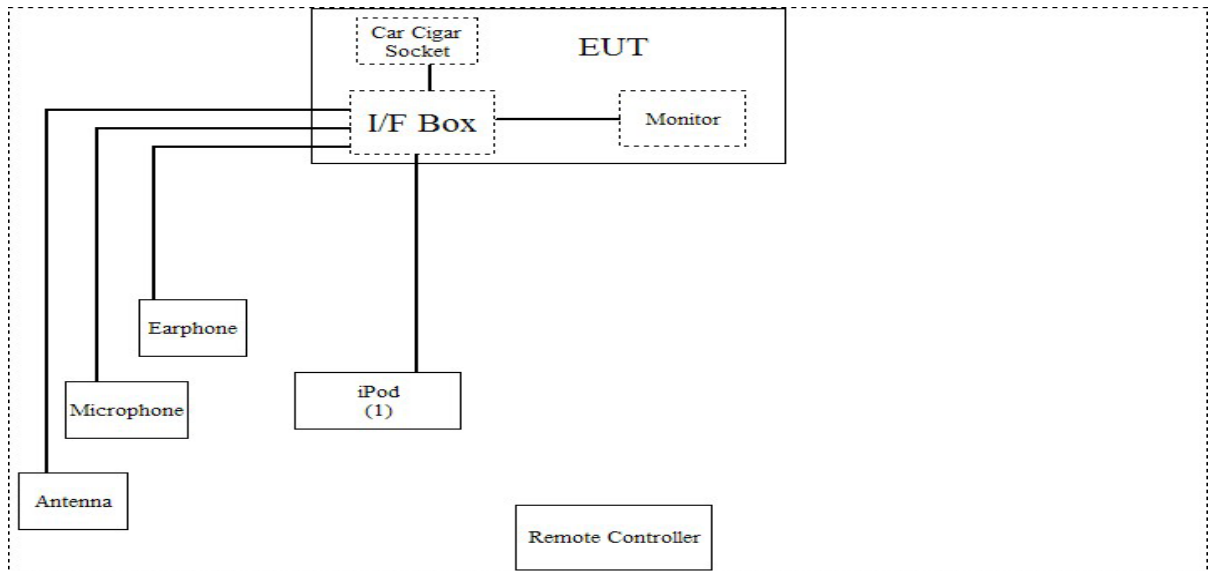 Car Cigar
Socket
EUT
I/F Box
Monitor
Earphone
iPod
(1)
Microphone
Antenna
Remote Controller